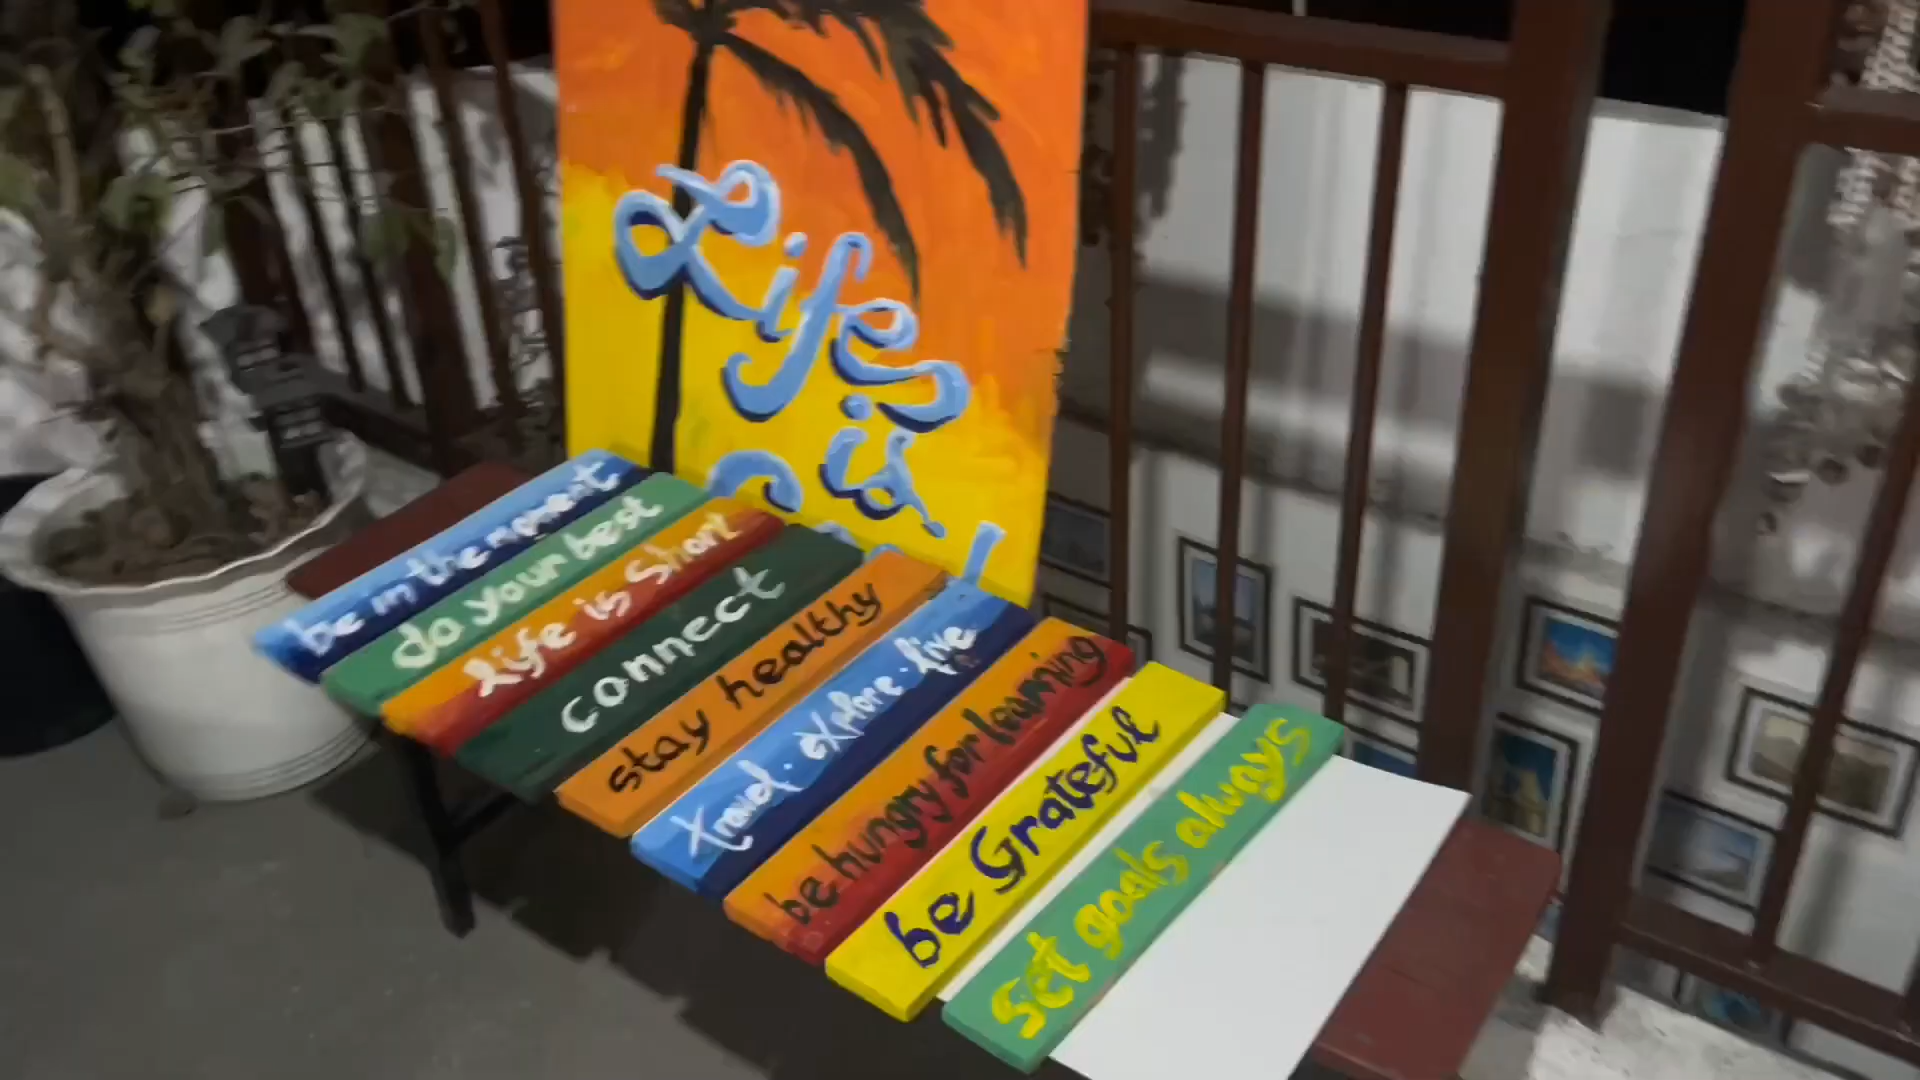 Life
is
be in the moment
do your best
life is Short
connect
stay healthy
travel. explore. live
be hungry for learning
be Grateful
Set goals always